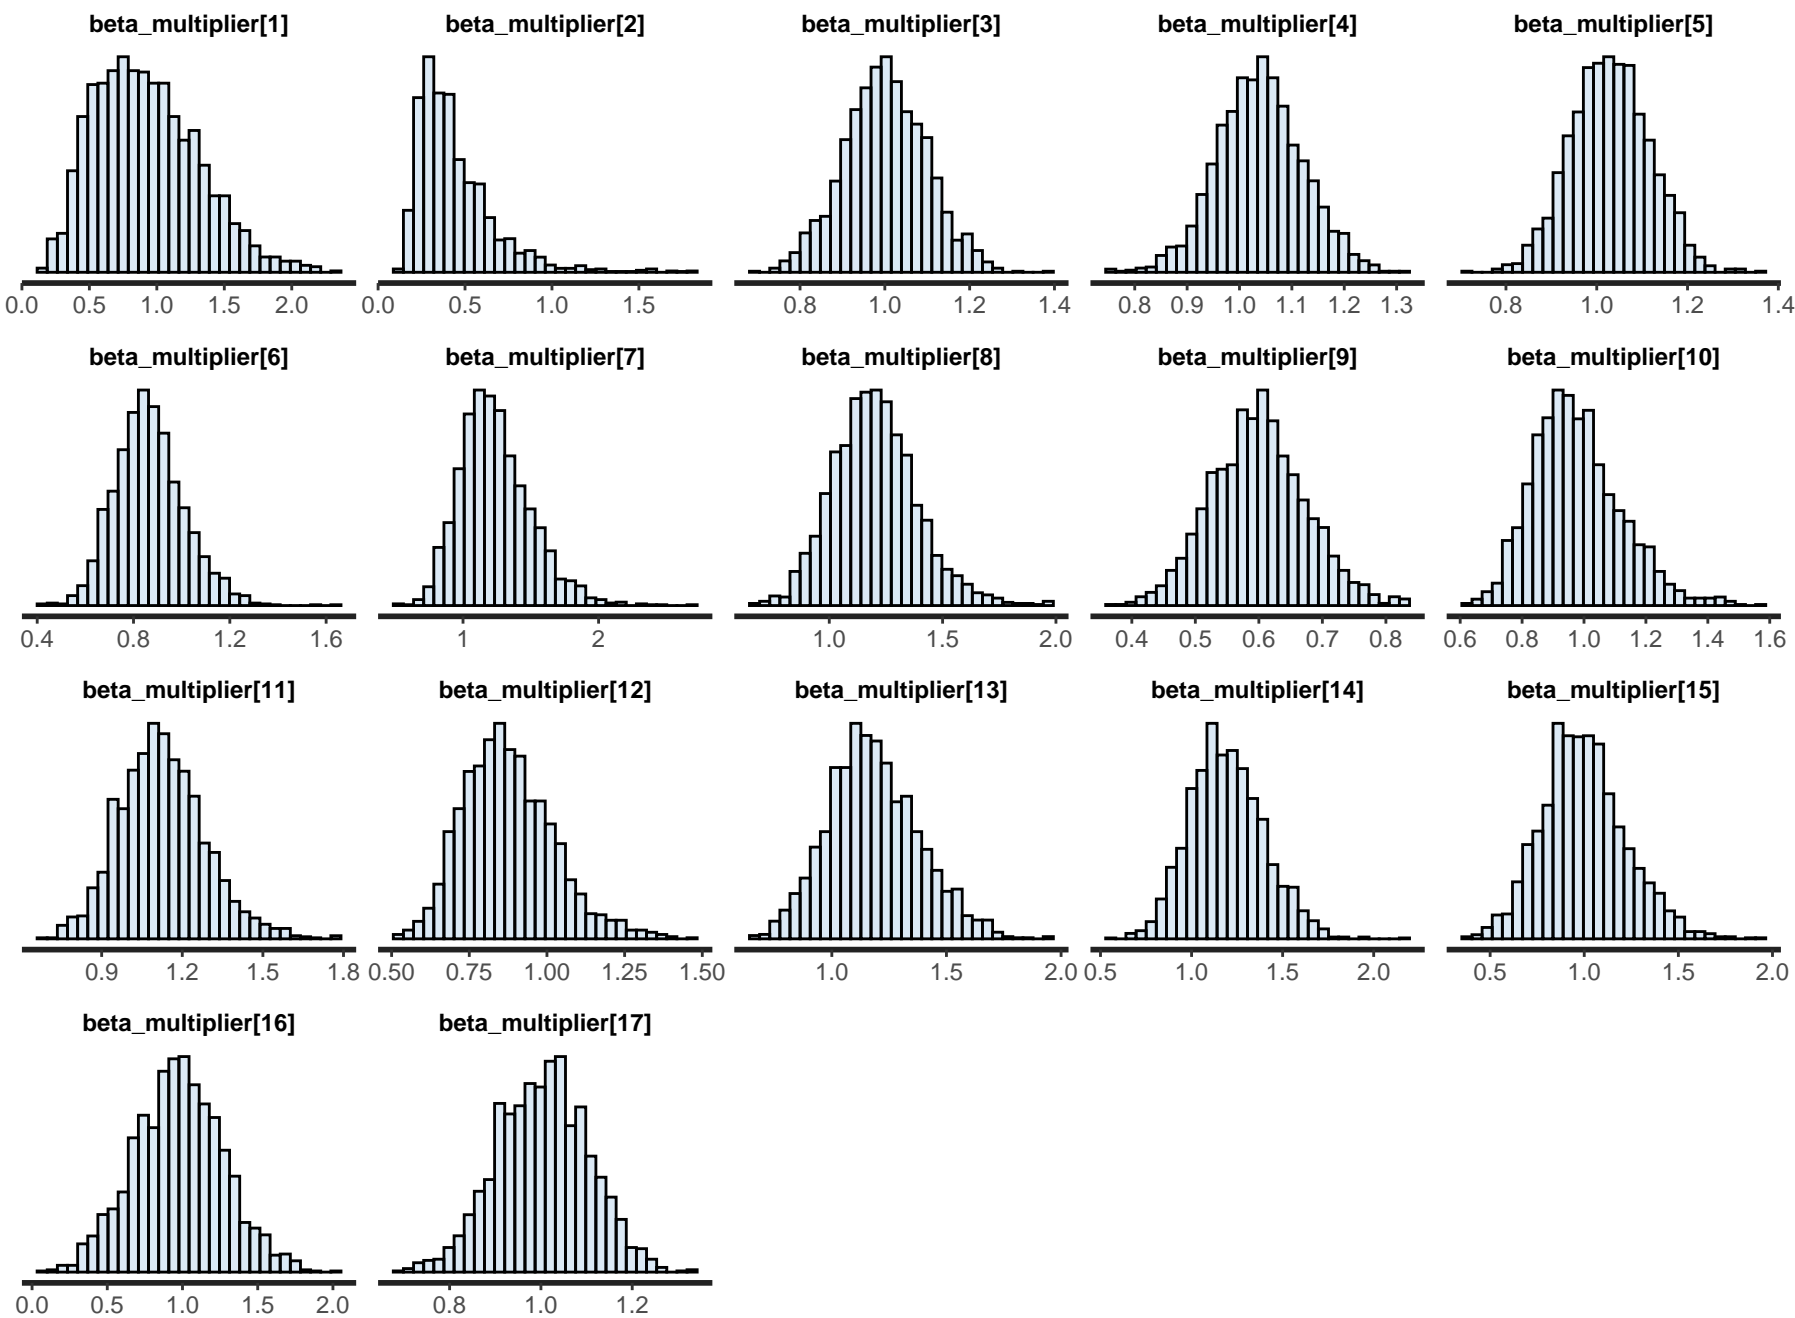 beta_multiplier[1] beta_multiplier[2] beta_multiplier[3] beta_multiplier[4] beta_multiplier[5]
0.0 0.5 1.0 1.5 2.0 0.0 0.5 1.0 1.5 0.8 1.0 1.2 1.4 0.8 0.9 1.0 1.1 1.2 1.3 0.8 1.0 1.2 1.4
beta_multiplier[6] beta_multiplier[7] beta_multiplier[8] beta_multiplier[9] beta_multiplier[10]
0.4 0.8 1.2 1.6 1 2 1.0 1.5 2.0 0.4 0.5 0.6 0.7 0.8 0.6 0.8 1.0 1.2 1.4 1.6
beta_multiplier[11] beta_multiplier[12] beta_multiplier[13] beta_multiplier[14] beta_multiplier[15]
0.9 1.2 1.5 1.8 0.50 0.75 1.00 1.25 1.50 1.0 1.5 2.0 0.5 1.0 1.5 2.0 0.5 1.0 1.5 2.0
beta_multiplier[16] beta_multiplier[17]
0.0 0.5 1.0 1.5 2.0 0.8 1.0 1.2